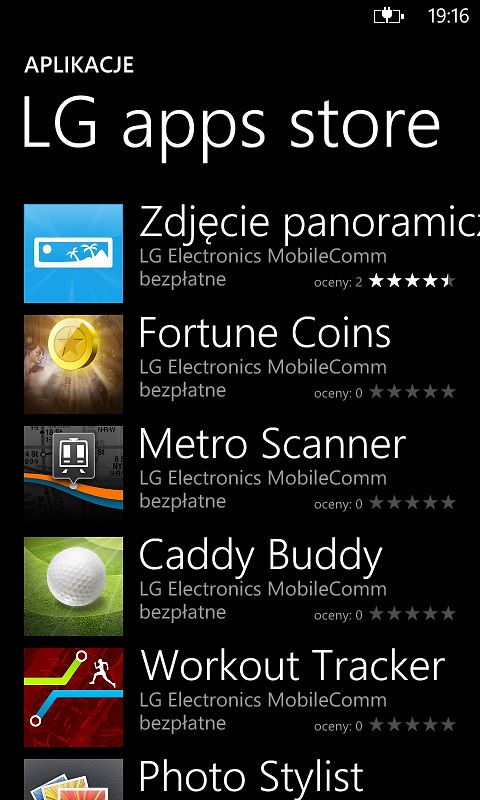 19:16
APLIKACJE
LG apps store
Zdjęcie panoramicz
LG Electronics MobileComm
bezpłatne
oceny: 2
Fortune Coins
LG Electronics MobileComm
bezpłatne
oceny: 0
Metro Scanner
LG Electronics MobileComm
bezpłatne
oceny: 0
Caddy Buddy
LG Electronics MobileComm
bezpłatne
oceny: 0
Workout Tracker
LG Electronics MobileComm
bezpłatne
oceny: 0
Photo Stylist